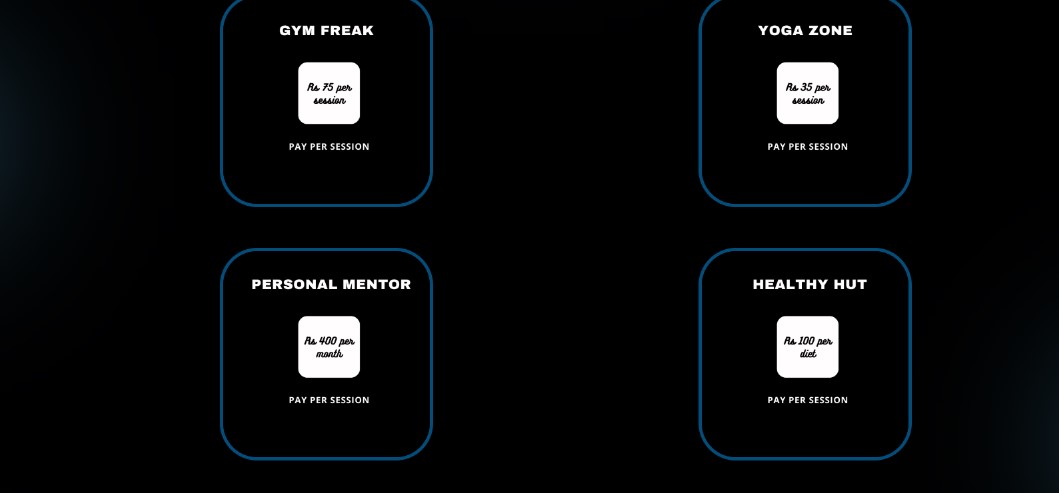 GYM FREAK
Rs 75 per
session
PAY PER SESSION
YOGA ZONE
Rs 35 per
session
PAY PER SESSION
PERSONAL MENTOR
Rs 400 per
month
PAY PER SESSION
HEALTHY HUT
Rs 100 per
diet
PAY PER SESSION